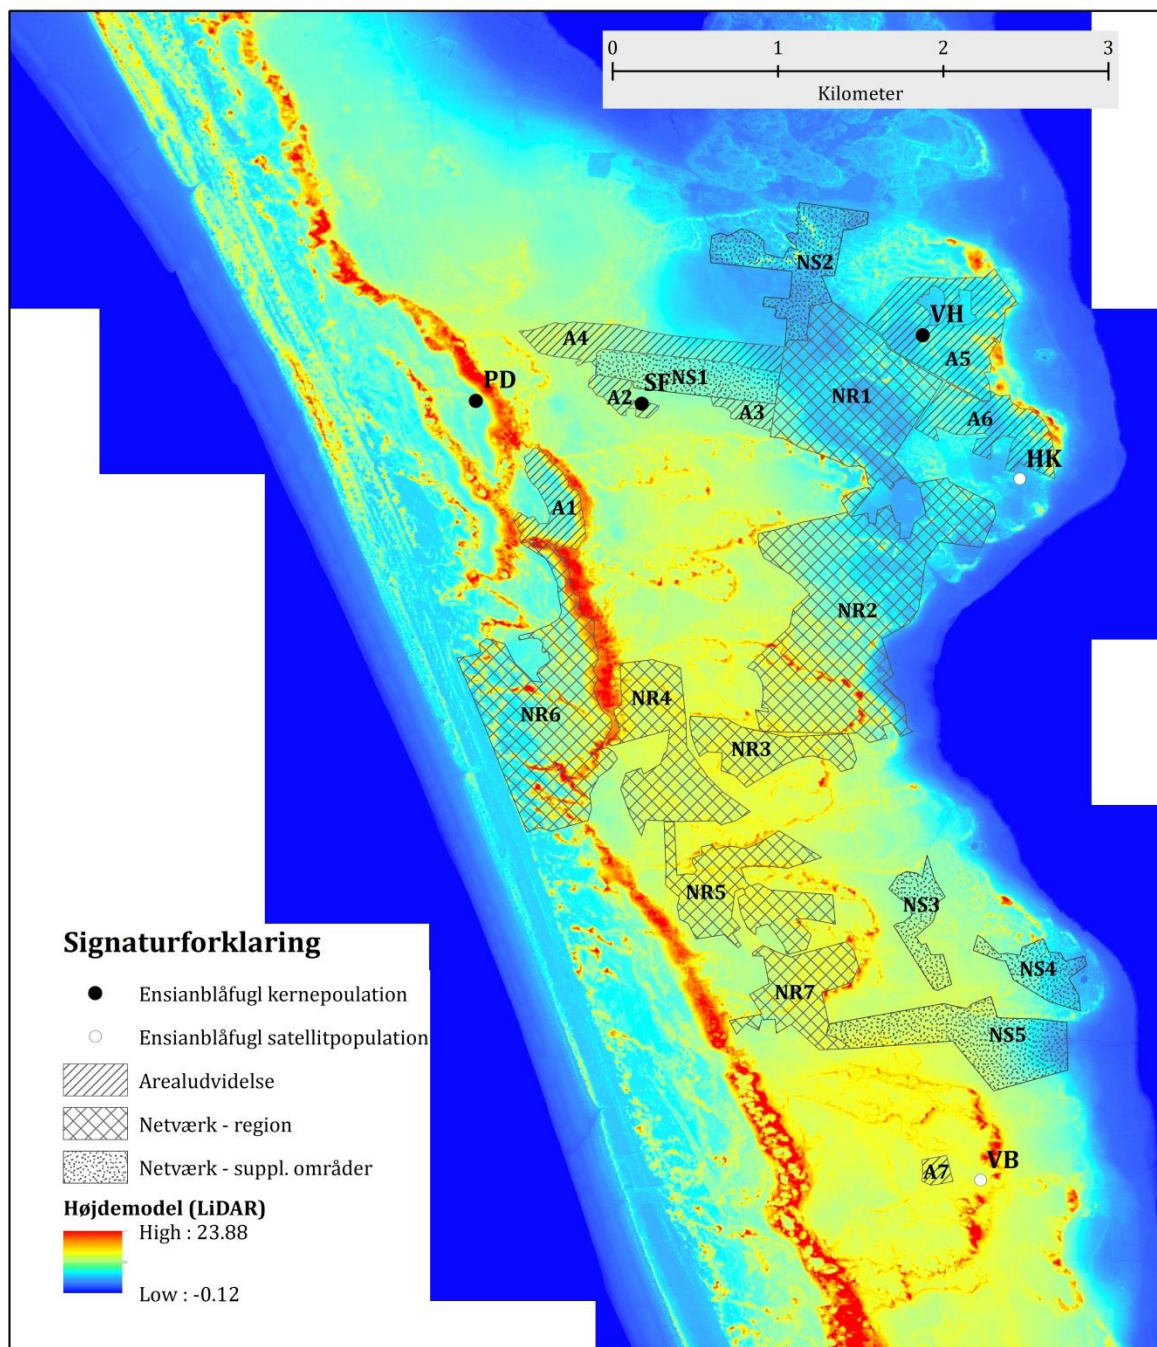 0 1 2 3
Kilometer
NS2
VH
A4
A5
PD
SF
NS1
A2
A3
NR1
A6
HK
A1
NR2
NR4
NR6
NR3
NR5
NS3
NS4
NR7
NS5
A7
VB
Signaturforklaring
Ensianblåfugl kernepoulation
Ensianblåfugl satellitpopulation
Arealudvidelse
Netværk - region
Netværk - suppl. områder
Højdemodel (LiDAR)
High : 23.88
Low : -0.12